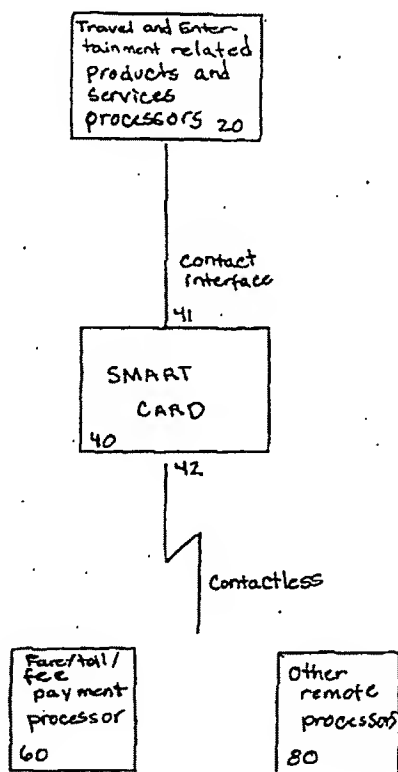 Travel and Enter-
tainment related
products and
services
processors 20
contact
interface
41
SMART
CARD
40
42
Contactless
Fare/toll/
fee
payment
processor
60
Other
remote
processors
80